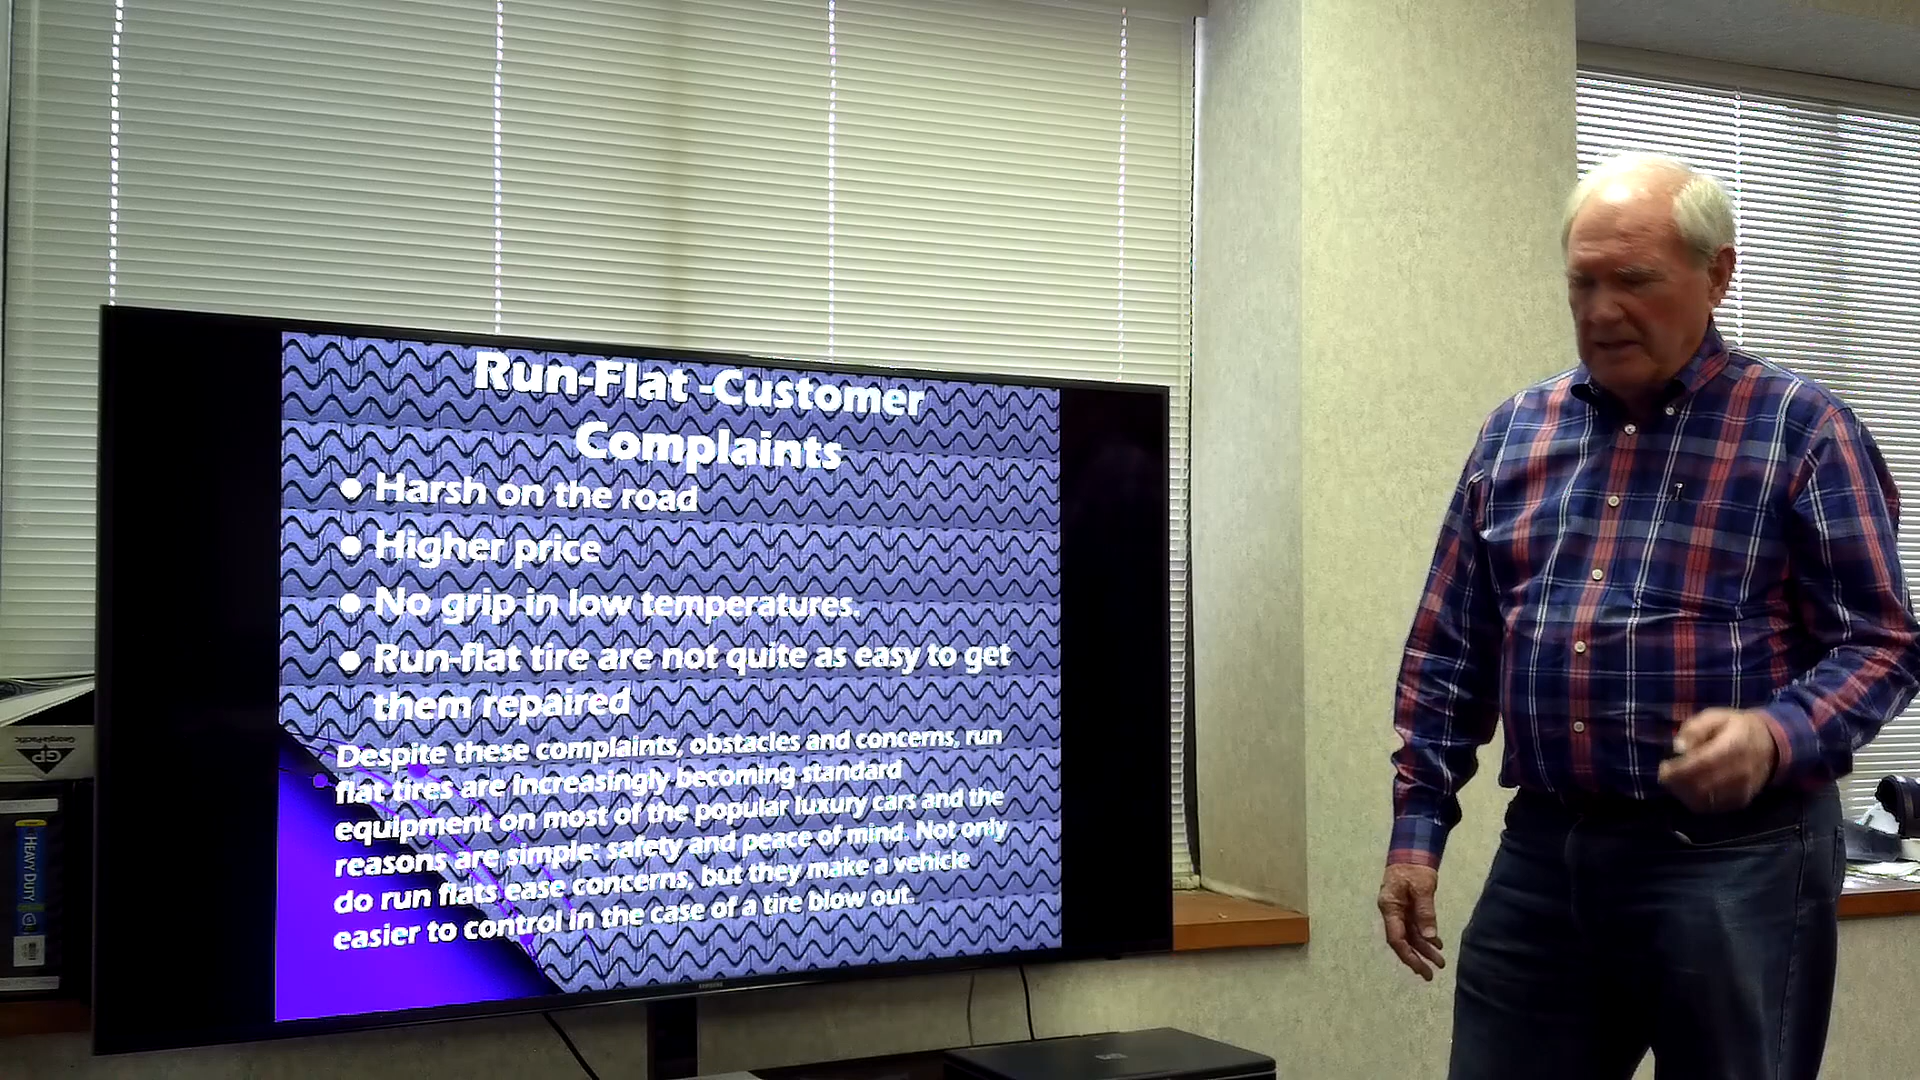 Run-Flat -Customer
Complaints
● Harsh on the road
● Higher price
● No grip in low temperatures.
● Run-flat tire are not quite as easy to get
them repaired
Despite these complaints, obstacles and concerns, run
flat tires are increasingly becoming standard
equipment on most of the popular luxury cars and the
reasons are simple: safety and peace of mind. Not only
do run flats ease concerns, but they make a vehicle
easier to control in the case of a tire blow out.
SAMSUNG
GP
Georgia-Pacific
HEAVY DUTY
hp